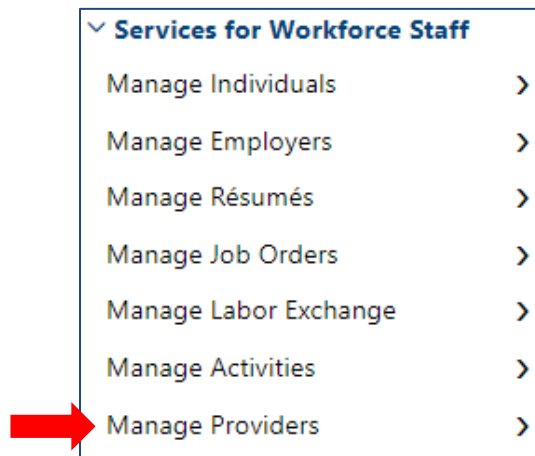 Services for Workforce Staff
Manage Individuals
Manage Employers
Manage Résumés
Manage Job Orders
Manage Labor Exchange
Manage Activities
Manage Providers